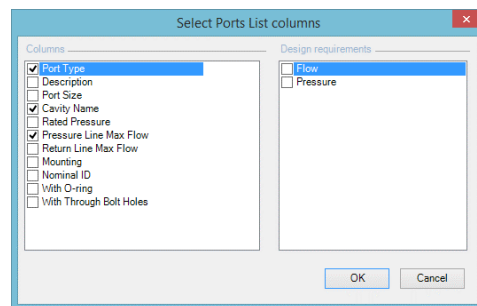 Select Ports List columns
×
Columns
Port Type
Description
Port Size
Cavity Name
Rated Pressure
Pressure Line Max Flow
Return Line Max Flow
Mounting
Nominal ID
With O-ring
With Through Bolt Holes
Design requirements
Flow
Pressure
OK
Cancel